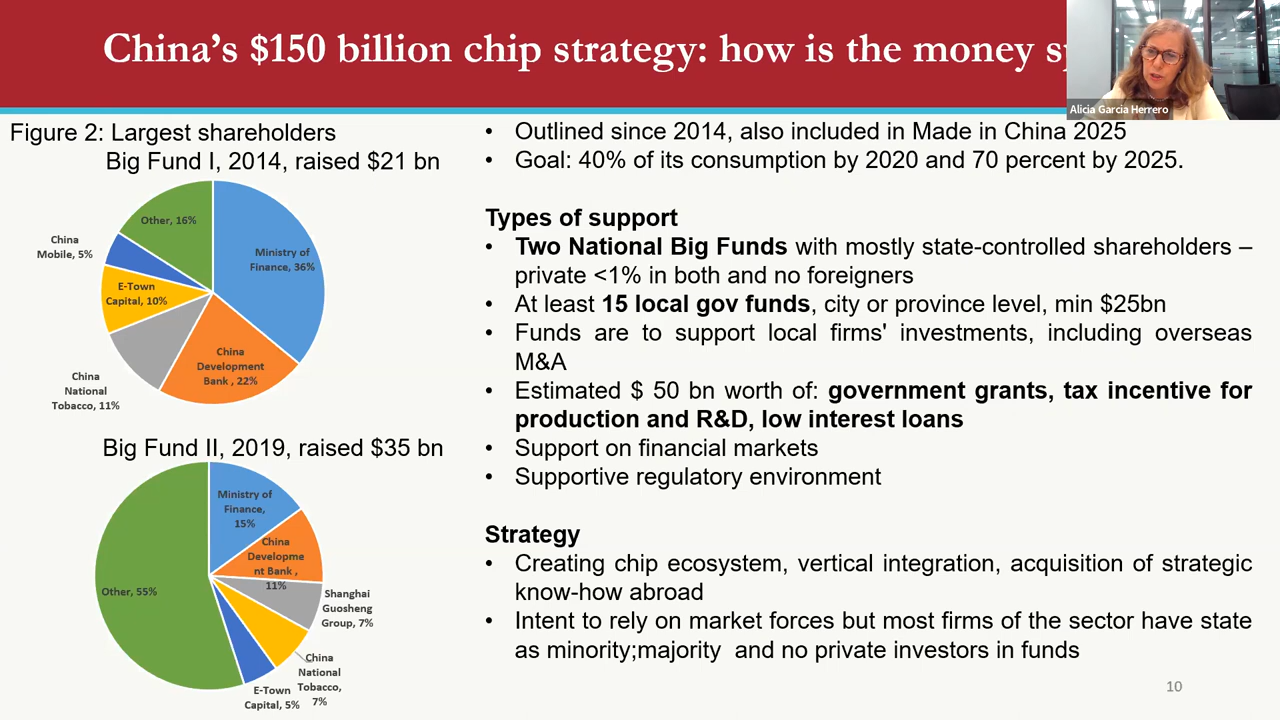 China's $150 billion chip strategy: how is the money
Alicia Garcia Herrero
Figure 2: Largest shareholders
Big Fund I, 2014, raised $21 bn
Other, 16%
Ministry of
Finance, 36%
China
Mobile, 5%
E-Town
Capital, 10%
China
Development
Bank , 22%
China
National
Tobacco, 11%
Big Fund II, 2019, raised $35 bn
Ministry of
Finance,
15%
China
Developme
nt Bank ,
11%
Other, 55%
Shanghai
Guosheng
Group, 7%
China
National
Tobacco,
7%
E-Town
Capital, 5%
• Outlined since 2014, also included in Made in China 2025
• Goal: 40% of its consumption by 2020 and 70 percent by 2025.
Types of support
• Two National Big Funds with mostly state-controlled shareholders –
private <1% in both and no foreigners
• At least 15 local gov funds, city or province level, min $25bn
• Funds are to support local firms' investments, including overseas
M&A
• Estimated $ 50 bn worth of: government grants, tax incentive for
production and R&D, low interest loans
• Support on financial markets
• Supportive regulatory environment
Strategy
• Creating chip ecosystem, vertical integration, acquisition of strategic
know-how abroad
• Intent to rely on market forces but most firms of the sector have state
as minority;majority and no private investors in funds
10